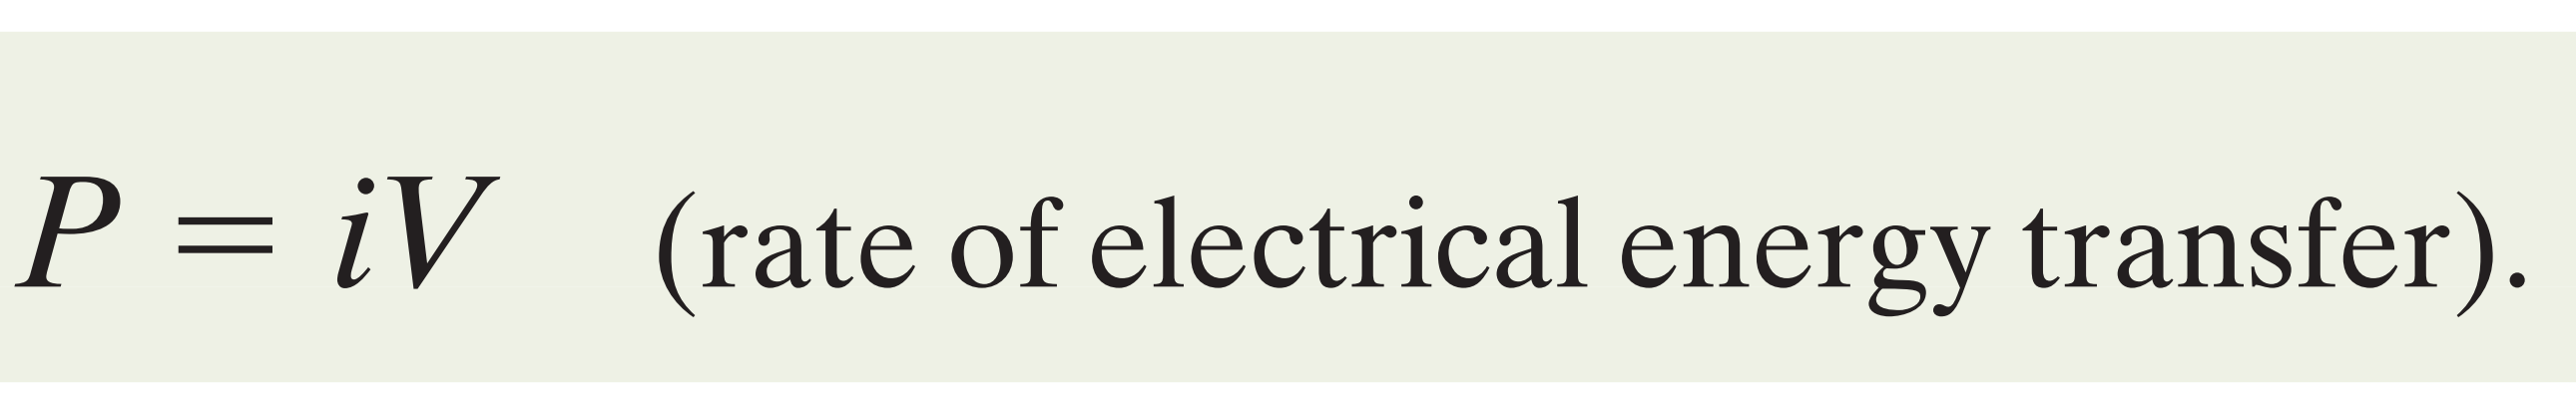 P = iV (rate of electrical energy transfer).